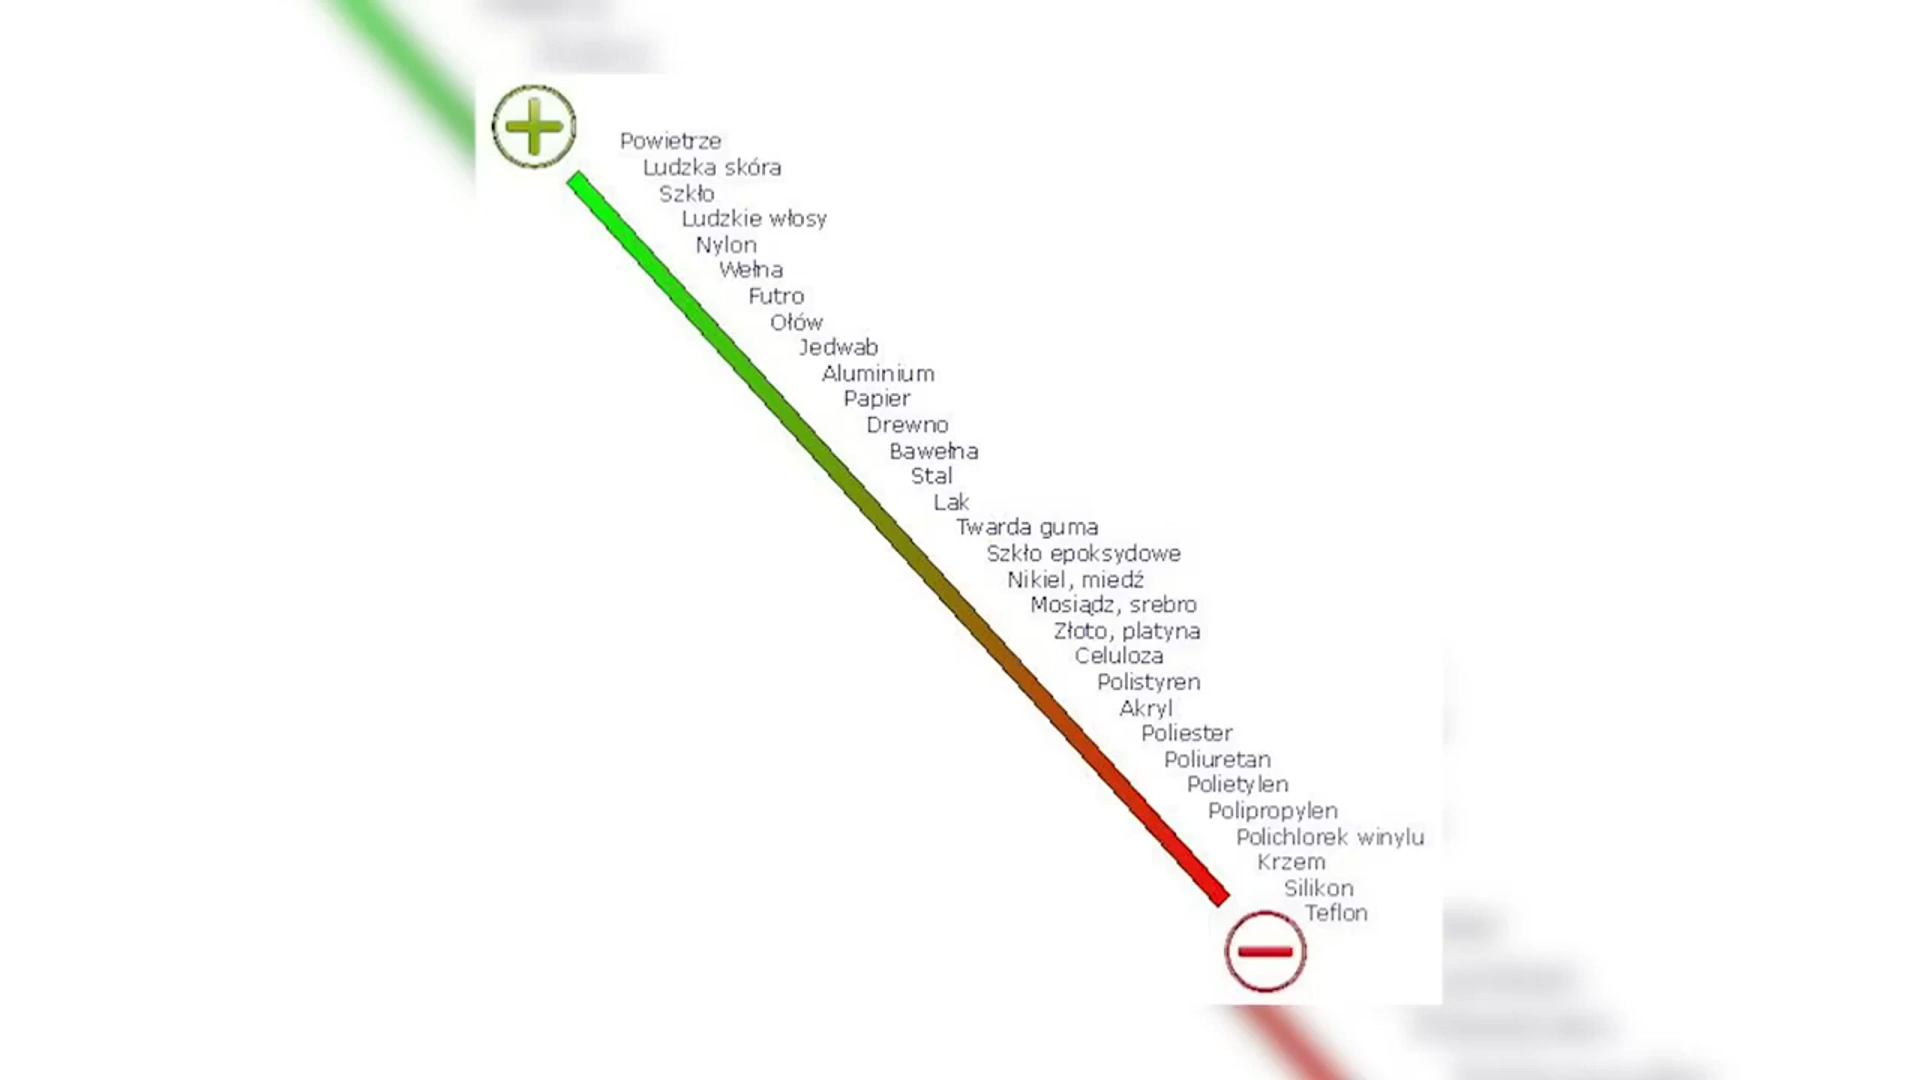 Powietrze
Ludzka skóra
Szkło
Ludzkie włosy
Nylon
Wełna
Futro
Ołów
Jedwab
Aluminium
Papier
Drewno
Bawełna
Stal
Lak
Twarda guma
Szkło epoksydowe
Nikiel, miedź
Mosiądz, srebro
Złoto, platyna
Celuloza
Polistyren
Akryl
Poliester
Poliuretan
Polietylen
Polipropylen
Polichlorek winylu
Krzem
Silikon
Teflon